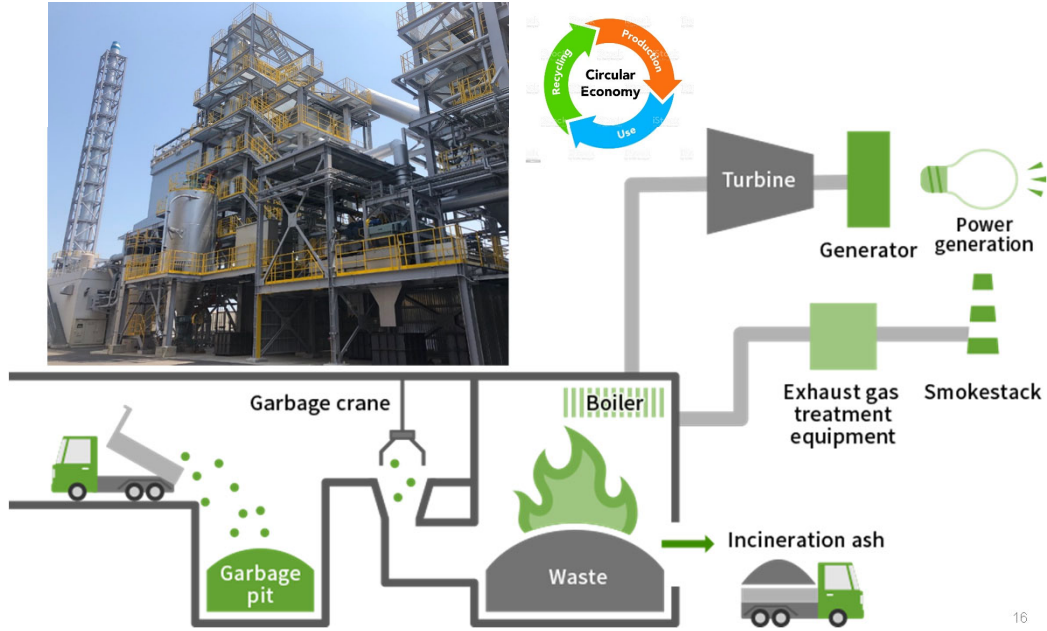 Recycling
Production
Circular
Economy
Use
Turbine
Generator
Power
generation
Garbage crane
Boiler
Exhaust gas
treatment
equipment
Smokestack
Garbage
pit
Waste
Incineration ash
16